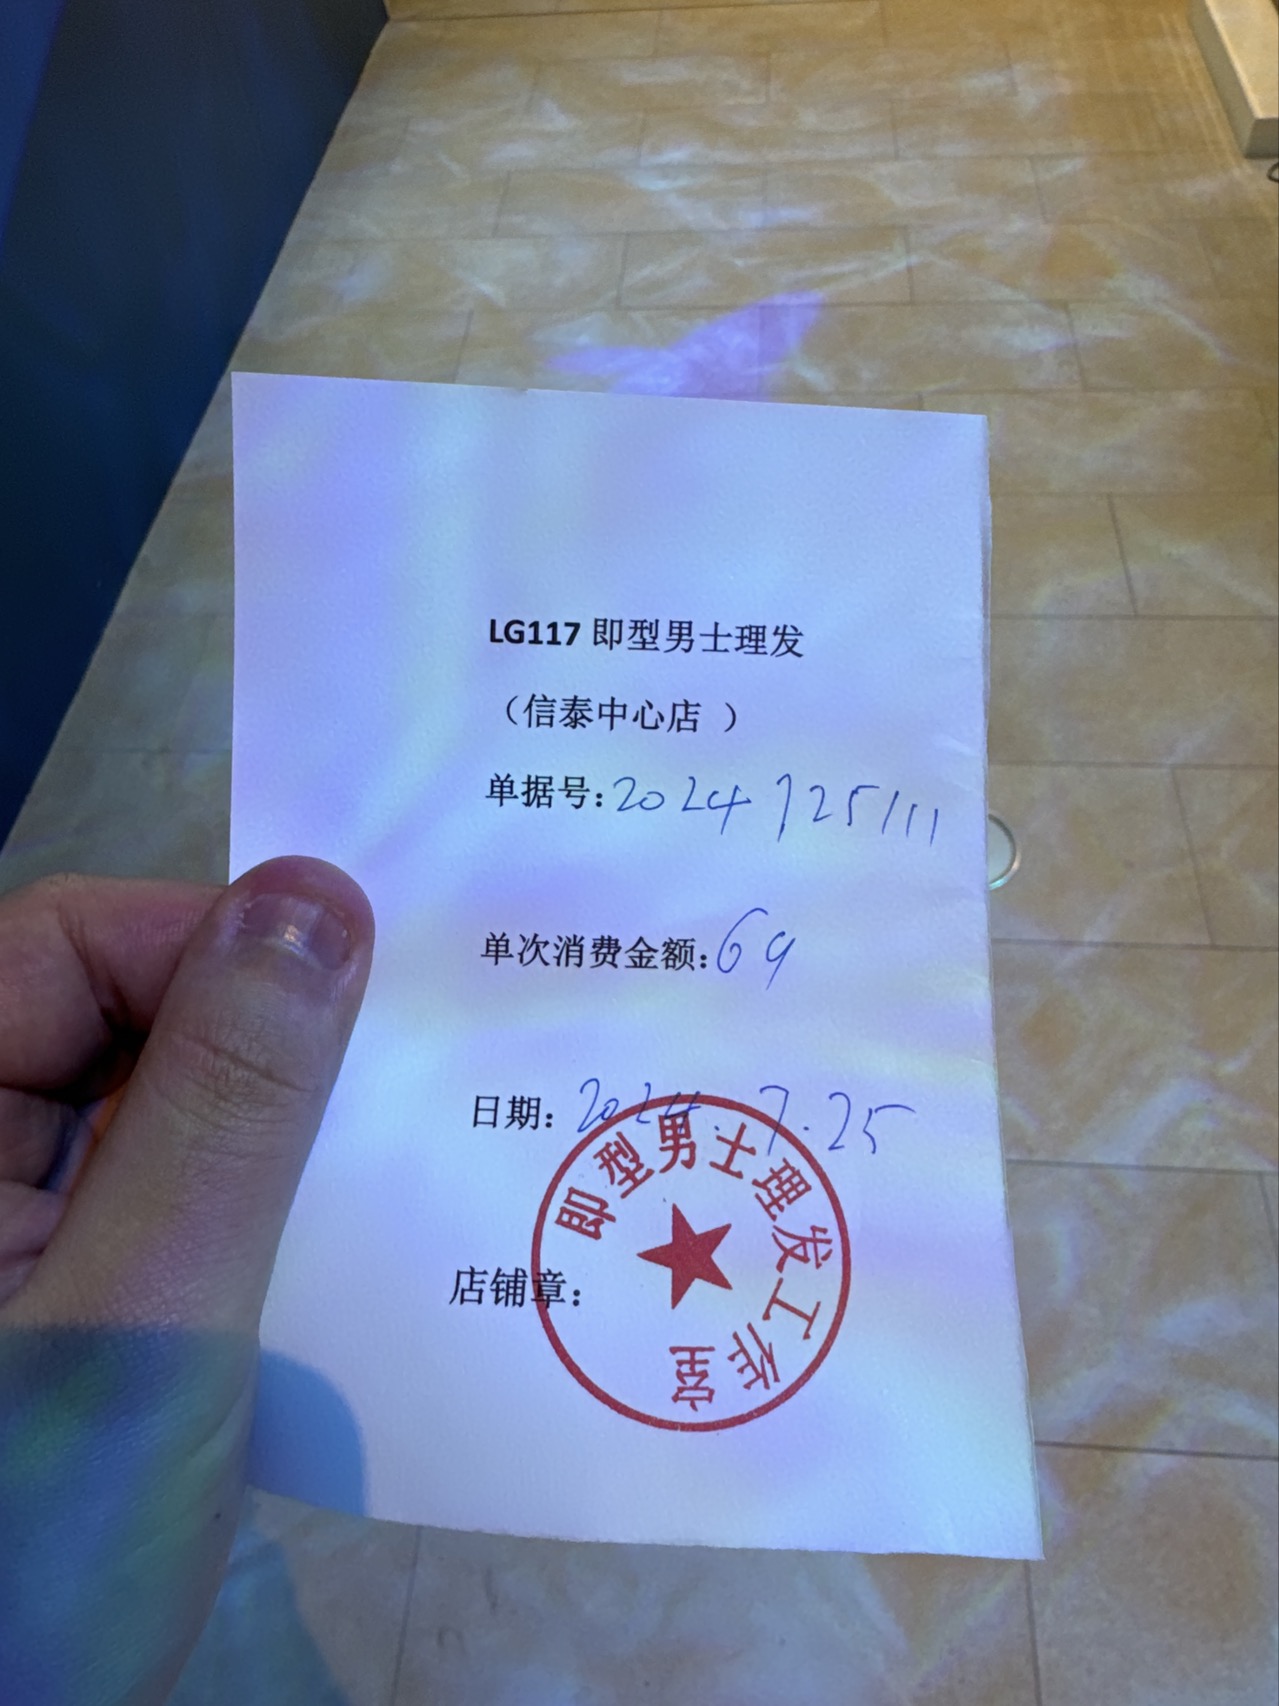 LG117 即型男士理发
（信泰中心店 ）
单据号：2024725111
单次消费金额：69
日期：2024.7.25
店铺章：
即型男士理发工作室